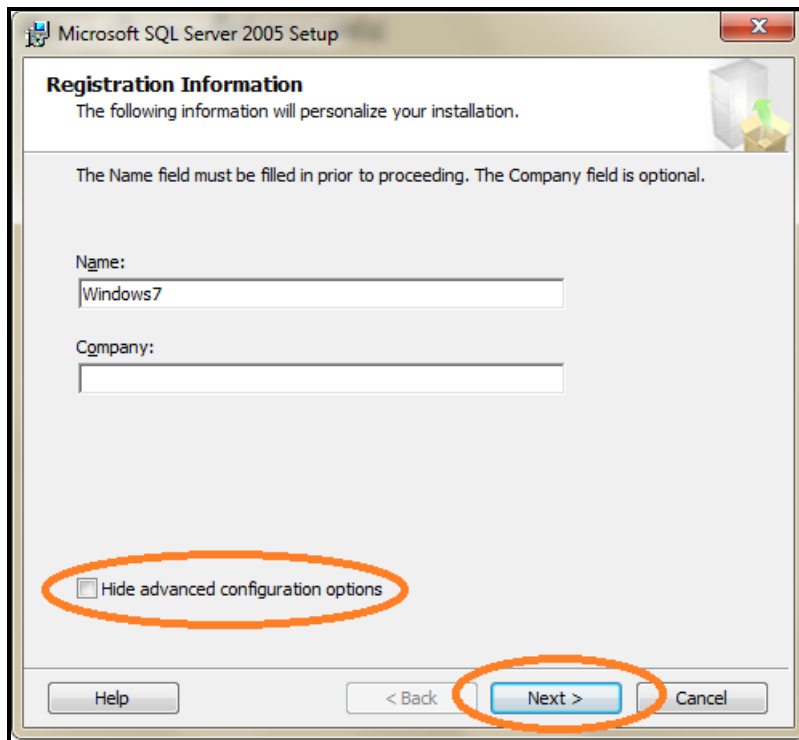 Microsoft SQL Server 2005 Setup
Registration Information
The following information will personalize your installation.
The Name field must be filled in prior to proceeding. The Company field is optional.
Name:
Windows7
Company:
Hide advanced configuration options
Help
< Back
Next >
Cancel